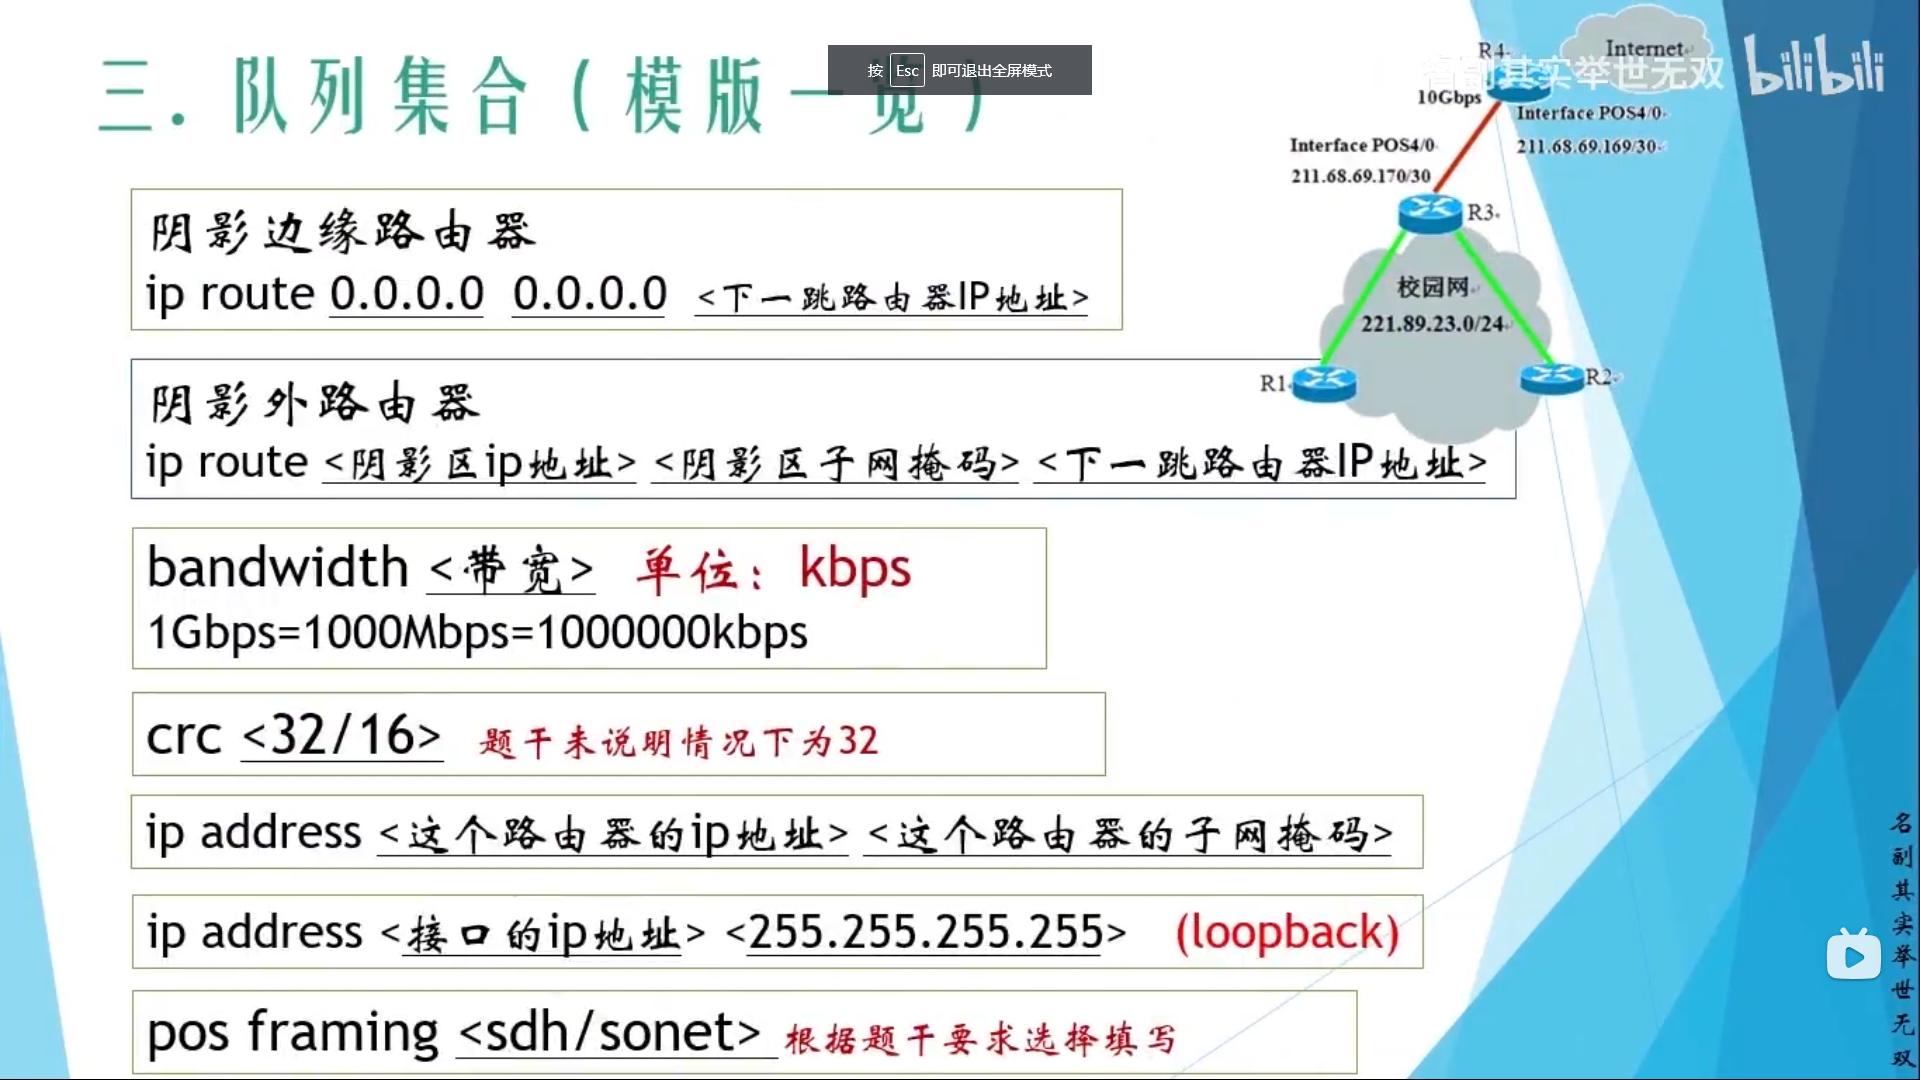 三．队列集合（模版一览）
按 Esc 即可退出全屏模式
名副其实举世无双 bilibili
R4
Internet
10Gbps
Interface POS4/0
211.68.69.169/30
Interface POS4/0
211.68.69.170/30
R3
校园网
221.89.23.0/24
R1
R2
阴影边缘路由器
ip route 0.0.0.0 0.0.0.0 <下一跳路由器IP地址>
阴影外路由器
ip route <阴影区ip地址> <阴影区子网掩码> <下一跳路由器IP地址>
bandwidth <带宽> 单位：kbps
1Gbps=1000Mbps=1000000kbps
crc <32/16> 题干未说明情况下为32
ip address <这个路由器的ip地址> <这个路由器的子网掩码>
ip address <接口的ip地址> <255.255.255.255> (loopback)
pos framing <sdh/sonet> 根据题干要求选择填写
名副其实举世无双